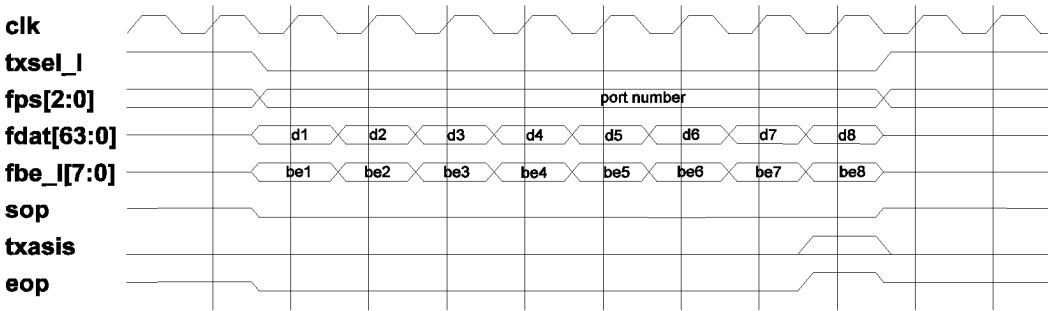 clk
txsel_l
fps[2:0] port number
fdat[63:0] d1 d2 d3 d4 d5 d6 d7 d8
fbe_l[7:0] be1 be2 be3 be4 be5 be6 be7 be8
sop
txasis
eop